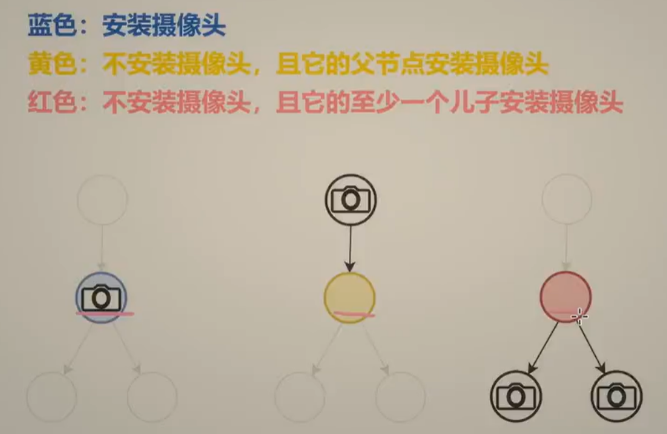 蓝色：安装摄像头
黄色：不安装摄像头，且它的父节点安装摄像头
红色：不安装摄像头，且它的至少一个儿子安装摄像头